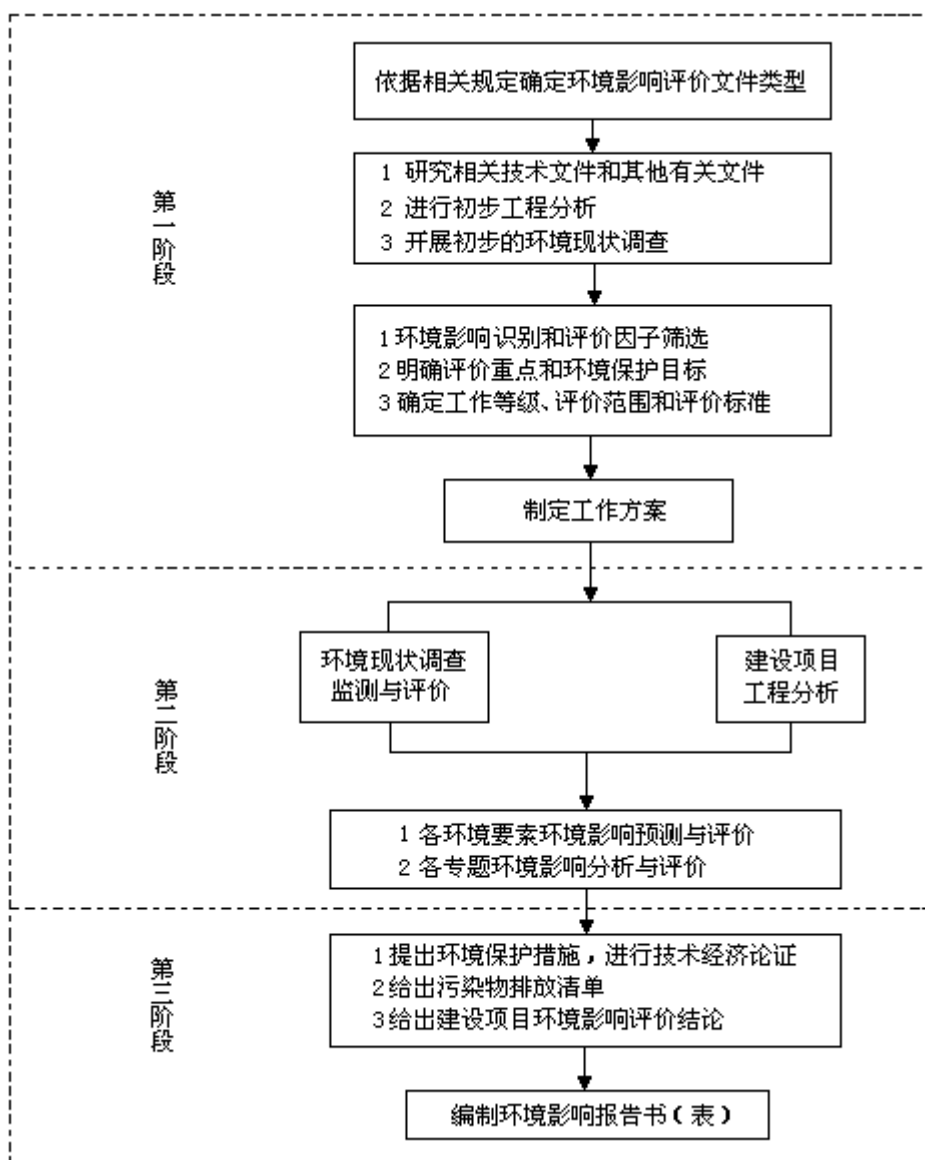 依据相关规定确定环境影响评价文件类型
第一阶段
1 研究相关技术文件和其他有关文件
2 进行初步工程分析
3 开展初步的环境现状调查
1环境影响识别和评价因子筛选
2明确评价重点和环境保护目标
3确定工作等级、评价范围和评价标准
制定工作方案
第二阶段
环境现状调查
监测与评价
建设项目
工程分析
1 各环境要素环境影响预测与评价
2 各专题环境影响分析与评价
第三阶段
1提出环境保护措施，进行技术经济论证
2给出污染物排放清单
3给出建设项目环境影响评价结论
编制环境影响报告书（表）